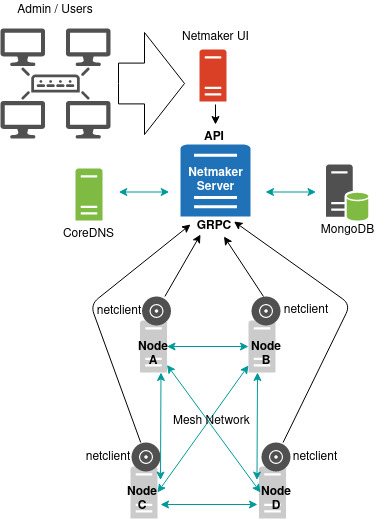 Admin / Users
Netmaker UI
API
Netmaker
Server
CoreDNS
MongoDB
GRPC
netclient
netclient
Node
A
Node
B
Mesh Network
netclient
netclient
Node
C
Node
D